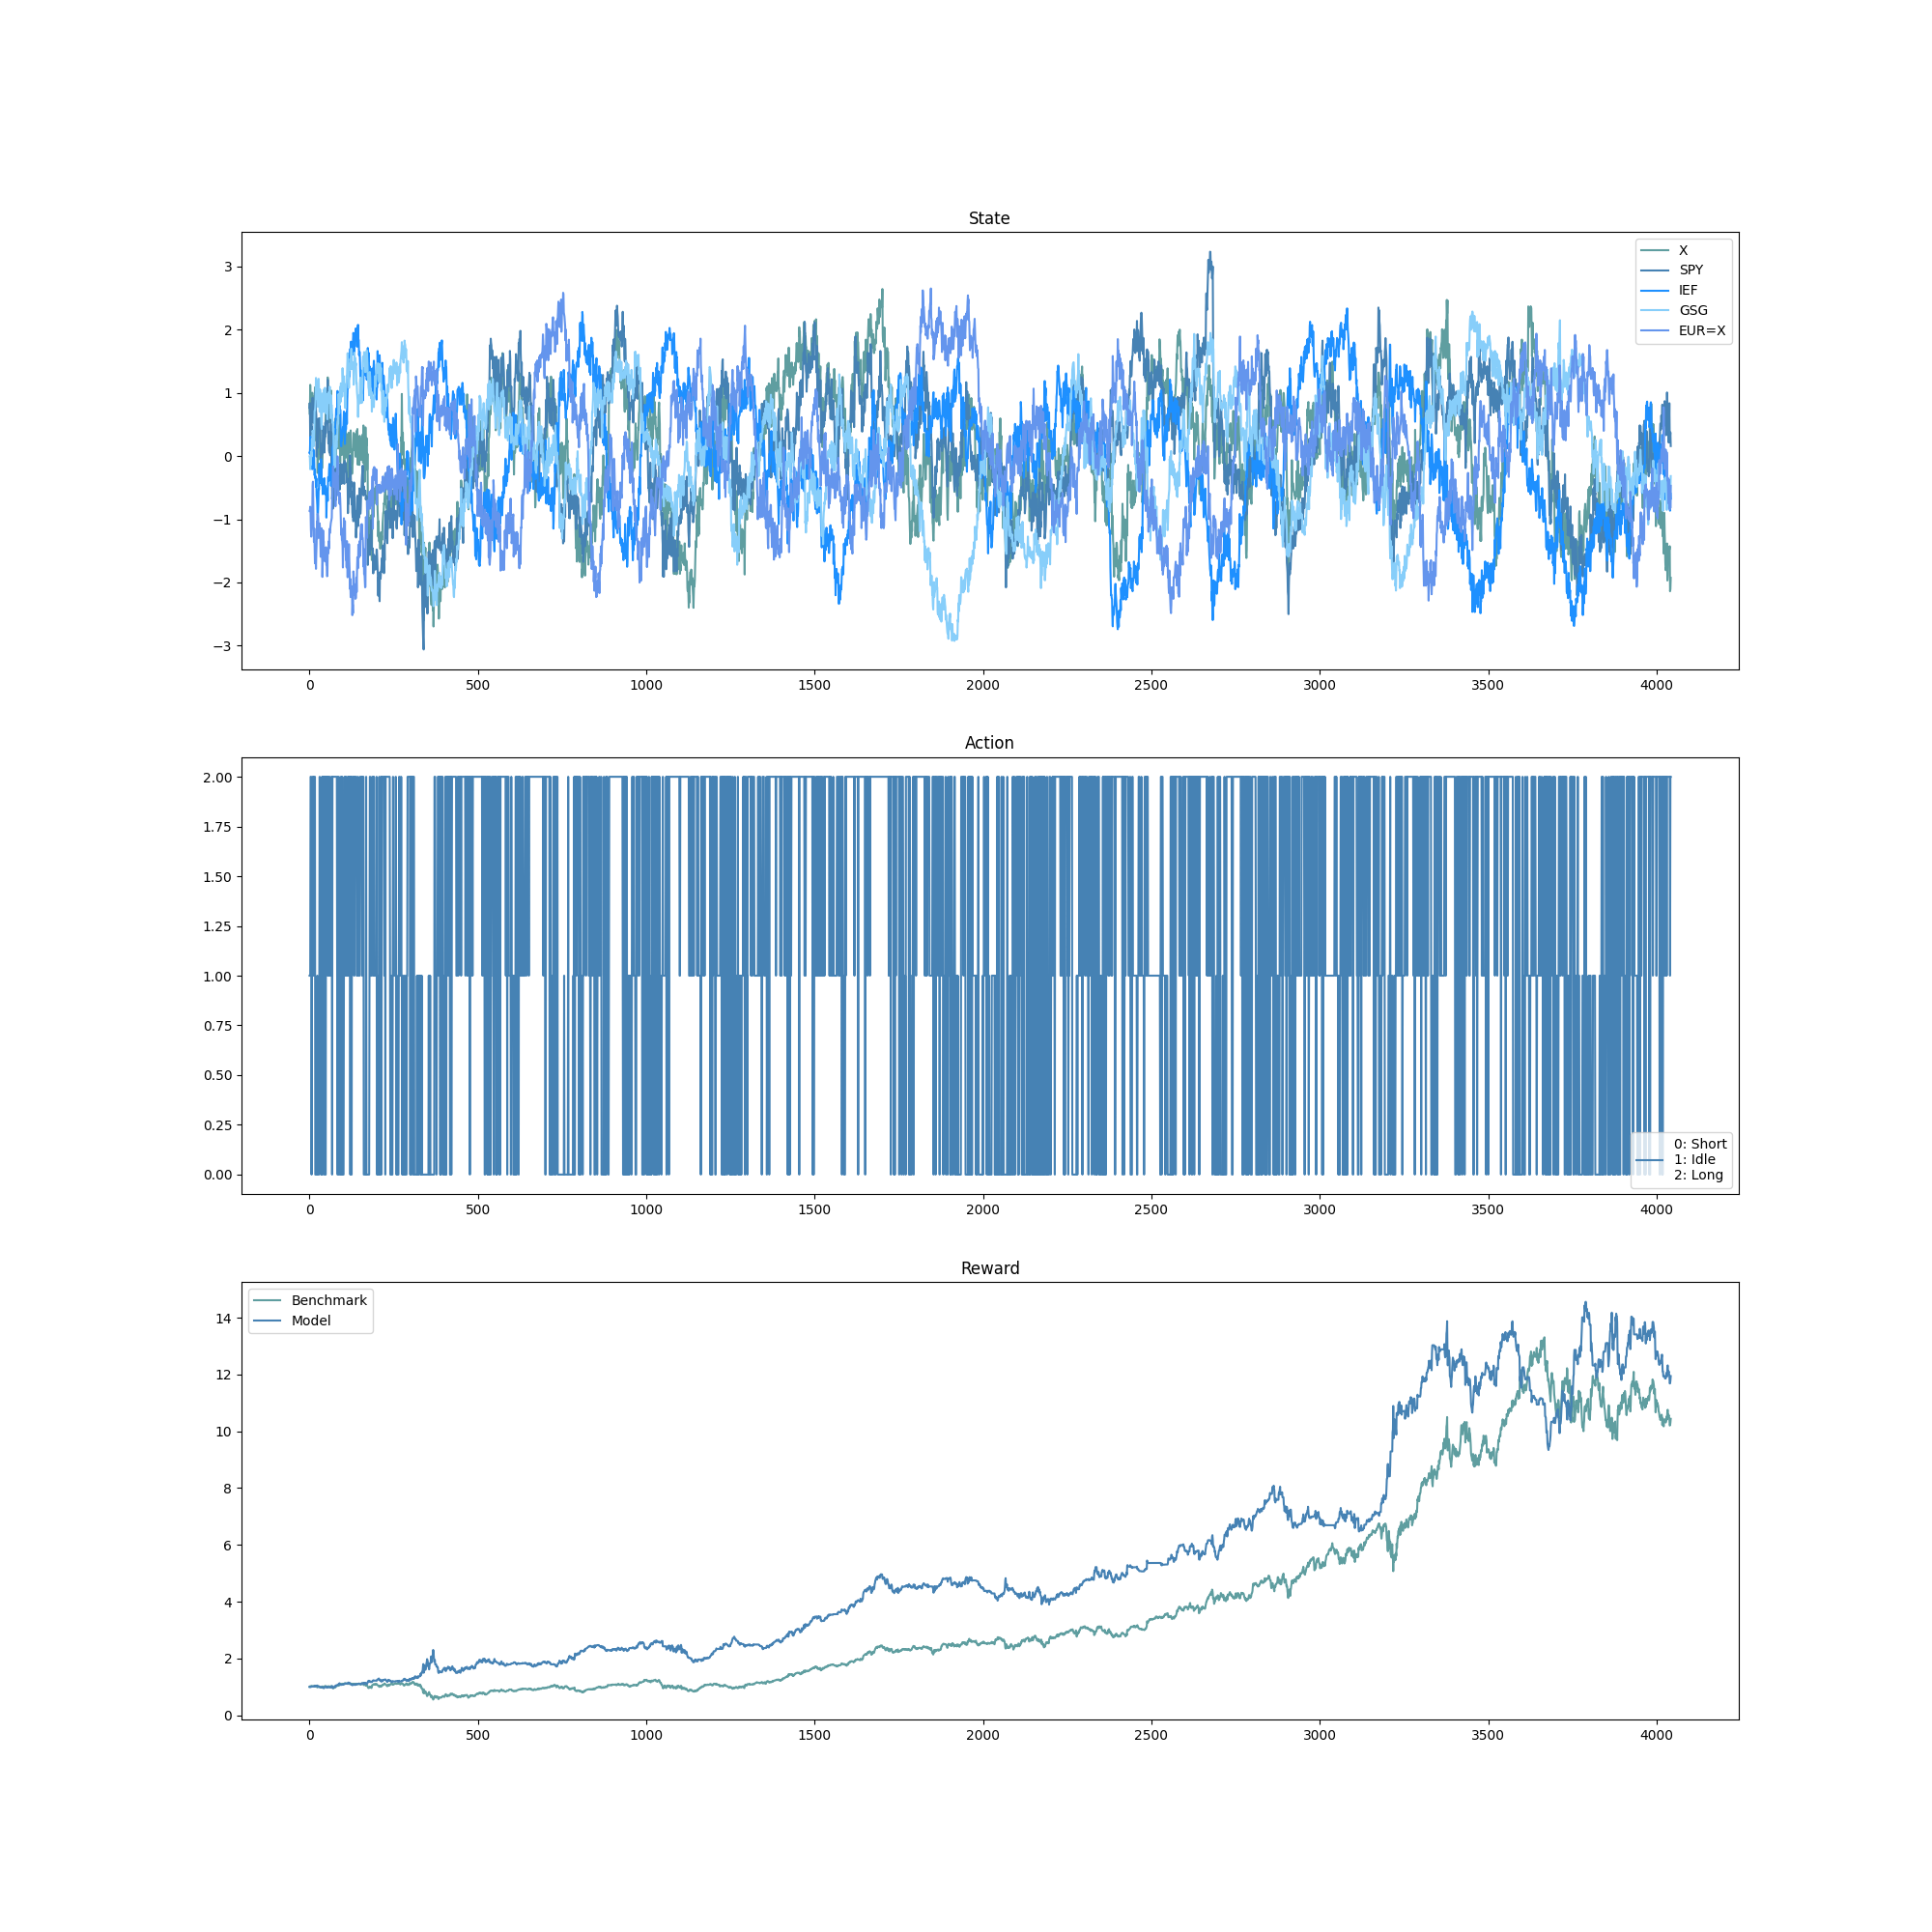 State
3
2
1
0
−1
−2
−3
X
SPY
IEF
GSG
EUR=X
0 500 1000 1500 2000 2500 3000 3500 4000
Action
2.00
1.75
1.50
1.25
1.00
0.75
0.50
0.25
0.00
0: Short
1: Idle
2: Long
0 500 1000 1500 2000 2500 3000 3500 4000
Reward
Benchmark
Model
14
12
10
8
6
4
2
0
0 500 1000 1500 2000 2500 3000 3500 4000